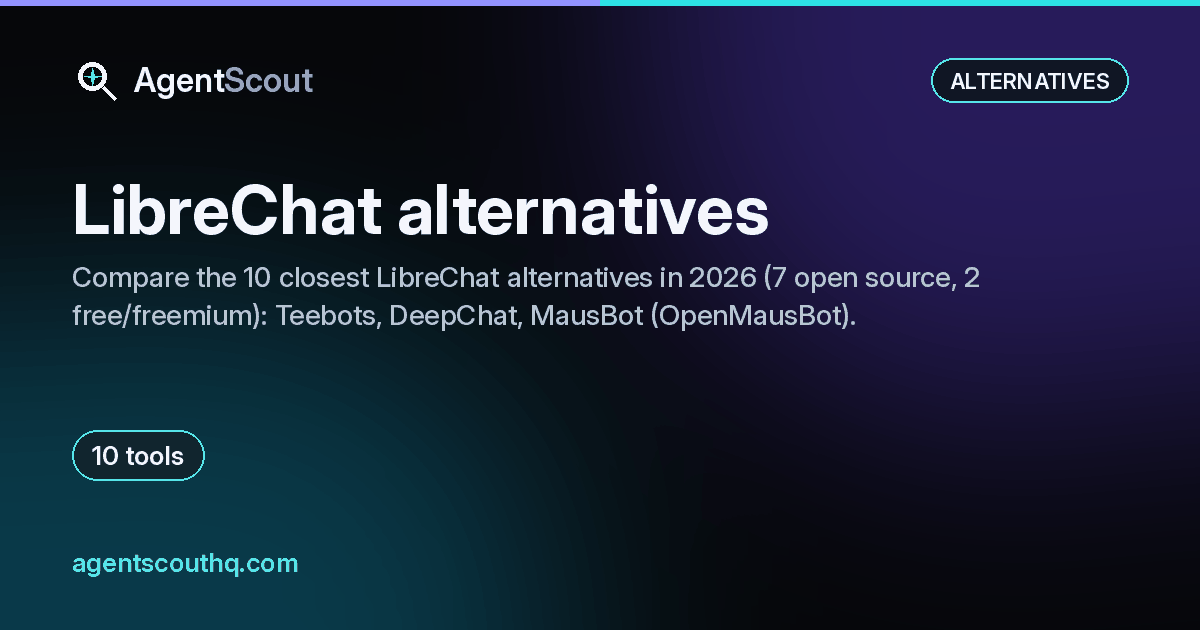 AgentScout
ALTERNATIVES
LibreChat alternatives
Compare the 10 closest LibreChat alternatives in 2026 (7 open source, 2
free/freemium): Teebots, DeepChat, MausBot (OpenMausBot).
10 tools
agentscouthq.com